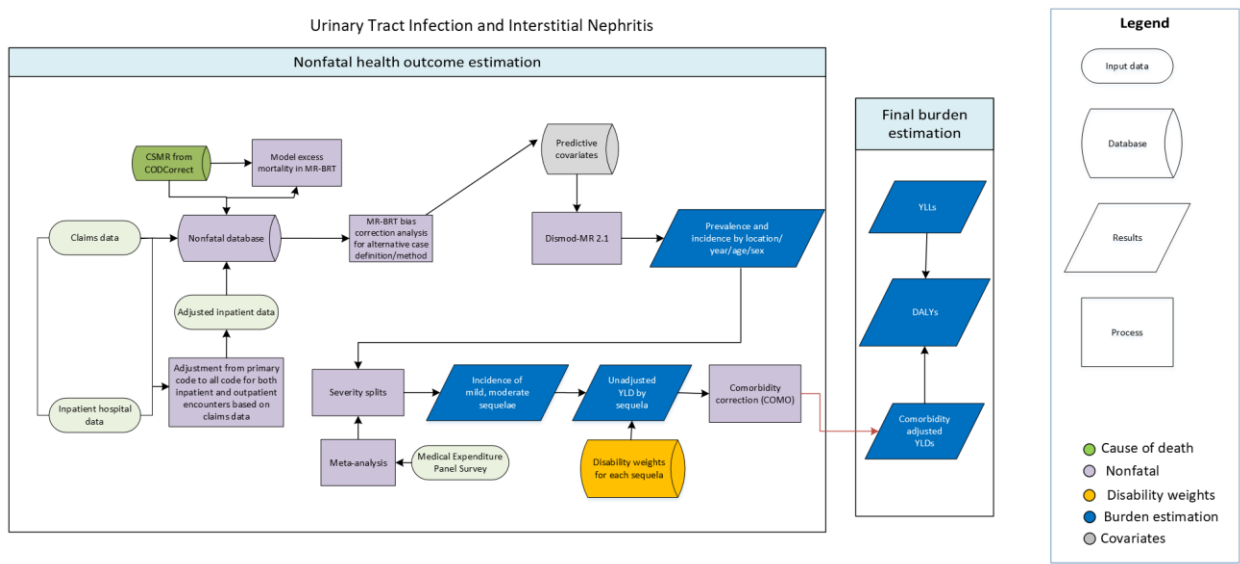 Urinary Tract Infection and Interstitial Nephritis
Nonfatal health outcome estimation
CSMR from
CODCorrect
Model excess
mortality in MR-BRT
Predictive
covariates
Claims data
Nonfatal database
MR-BRT bias
correction analysis
for alternative case
definition/method
Dismod-MR 2.1
Prevalence and
incidence by location/
year/age/sex
Adjusted inpatient data
Inpatient hospital
data
Adjustment from primary
code to all code for both
inpatient and outpatient
encounters based on
claims data
Severity splits
Incidence of
mild, moderate
sequelae
Unadjusted
YLD by
sequela
Comorbidity
correction (COMO)
Meta-analysis
Medical Expenditure
Panel Survey
Disability weights
for each sequela
Final burden
estimation
YLLs
DALYs
Comorbidity
adjusted
YLDs
Legend
Input data
Database
Results
Process
Cause of death
Nonfatal
Disability weights
Burden estimation
Covariates